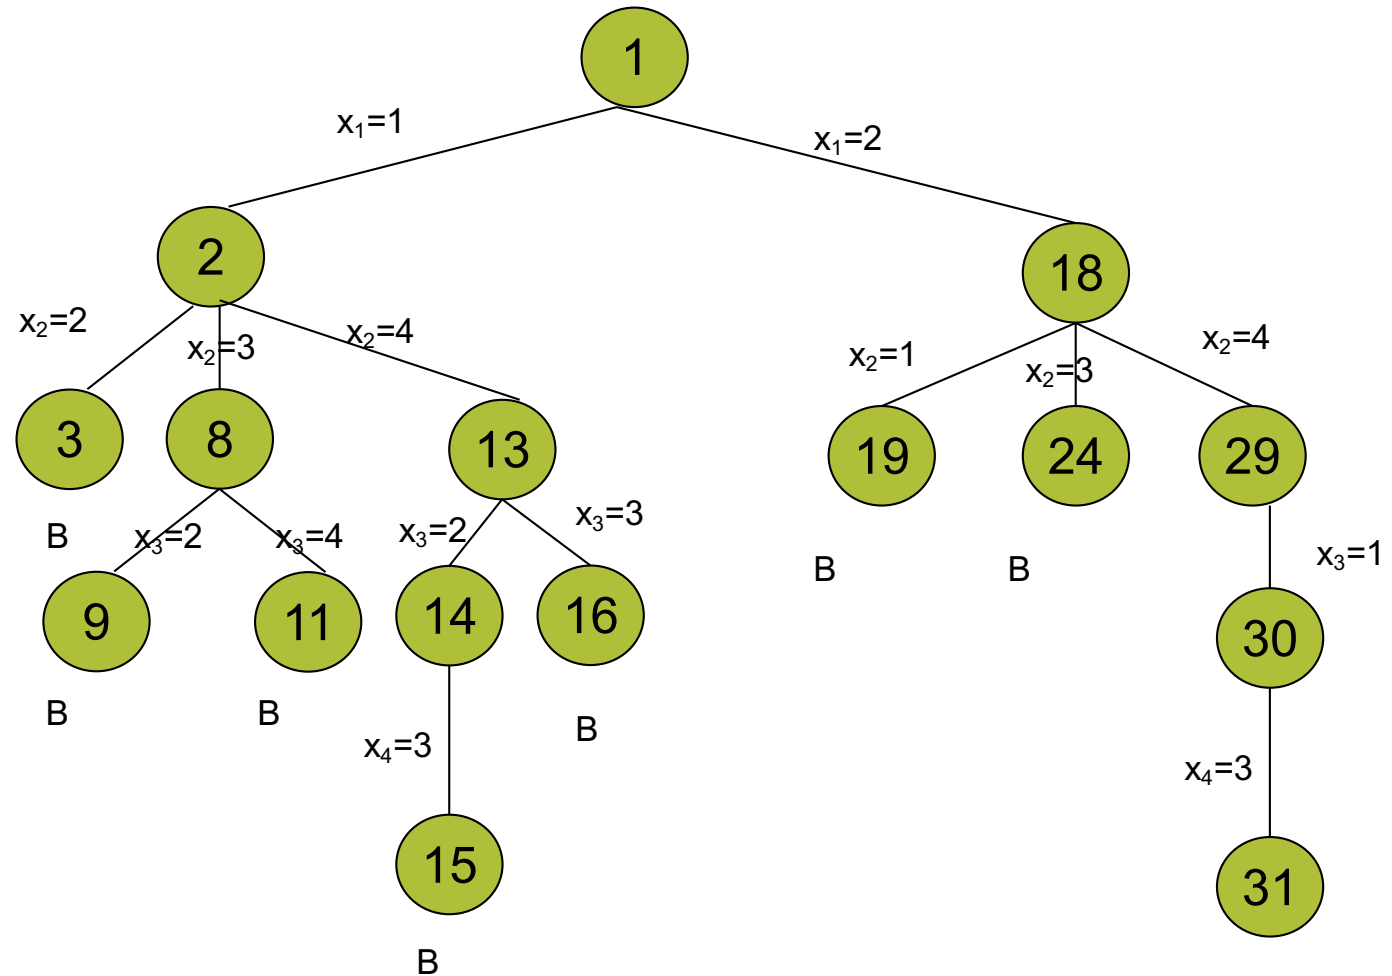 1
x₁=1
x₁=2
2
18
x₂=2
x₂=3
x₂=4
x₂=1
x₂=3
x₂=4
3
8
13
19
24
29
B
x₃=2
x₃=4
x₃=2
x₃=3
B
B
x₃=1
9
11
14
16
30
B
B
B
x₄=3
x₄=3
15
31
B